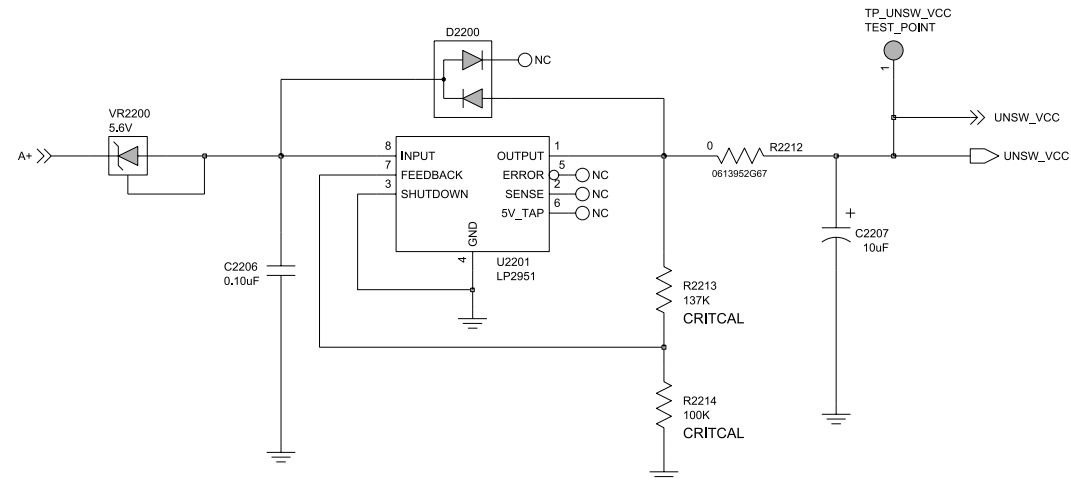 TP_UNSW_VCC
TEST_POINT
1
D2200
NC
VR2200
5.6V
A+
UNSW_VCC
UNSW_VCC
8 INPUT OUTPUT 1
7 FEEDBACK ERROR 5 NC
3 SHUTDOWN SENSE 2 NC
5V_TAP 6 NC
GND
4
U2201
LP2951
0 R2212
0613952G67
C2206
0.10uF
C2207
+
10uF
R2213
137K
CRITCAL
R2214
100K
CRITCAL